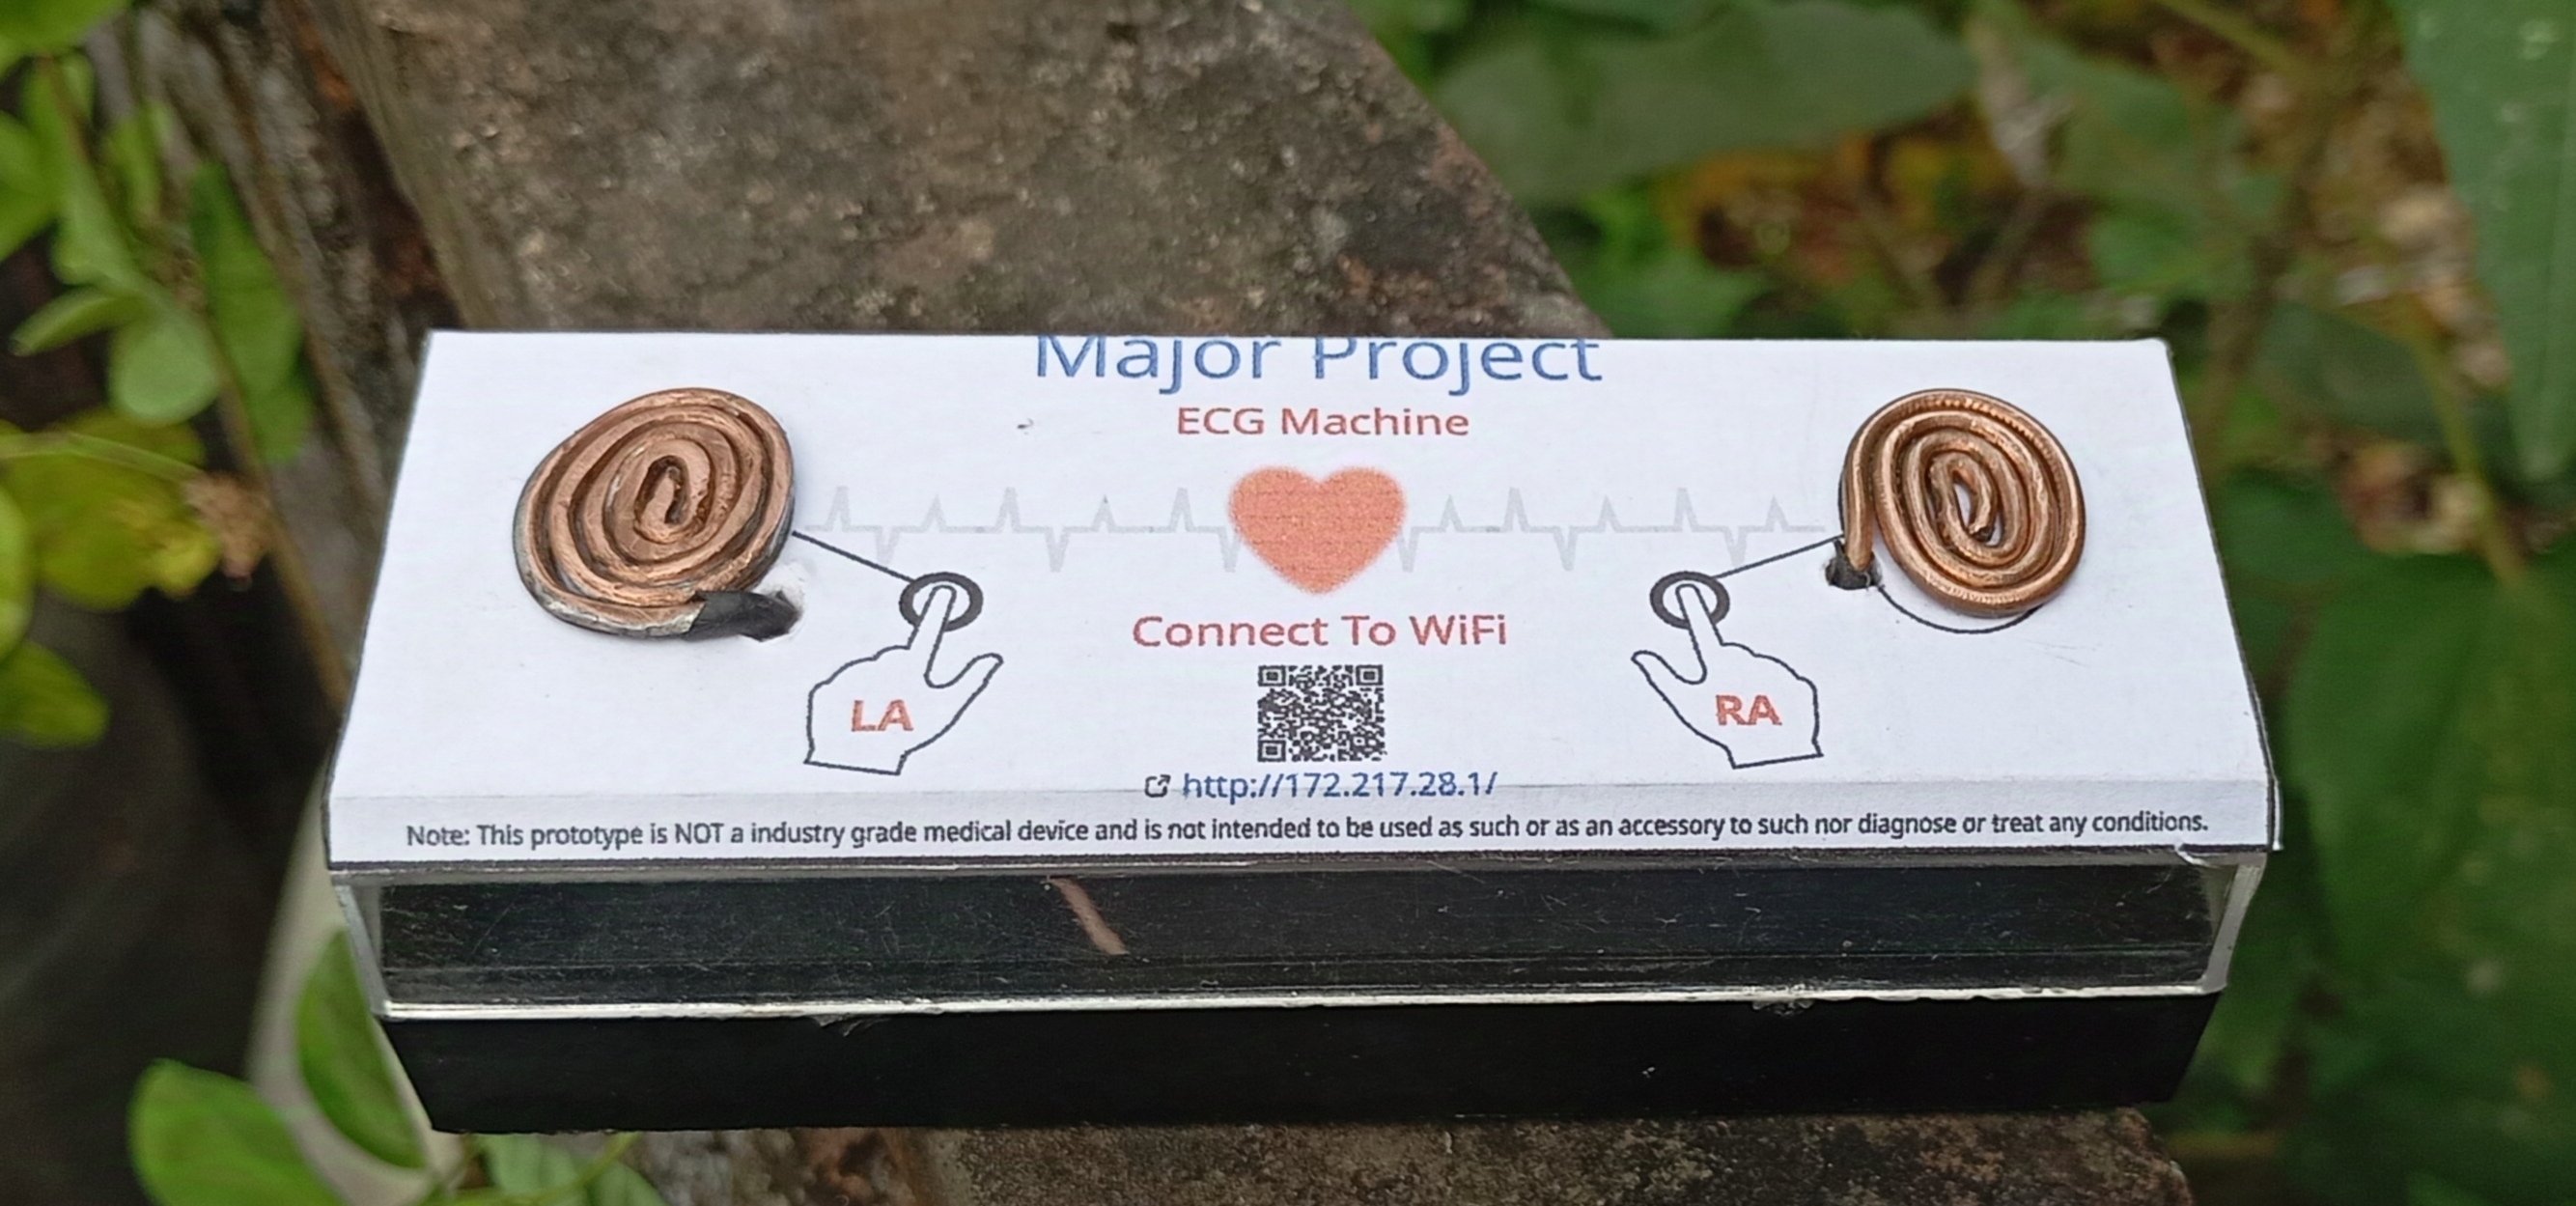 Major Project
ECG Machine
Connect To WiFi
LA
RA
http://172.217.28.1/
Note: This prototype is NOT a industry grade medical device and is not intended to be used as such or as an accessory to such nor diagnose or treat any conditions.